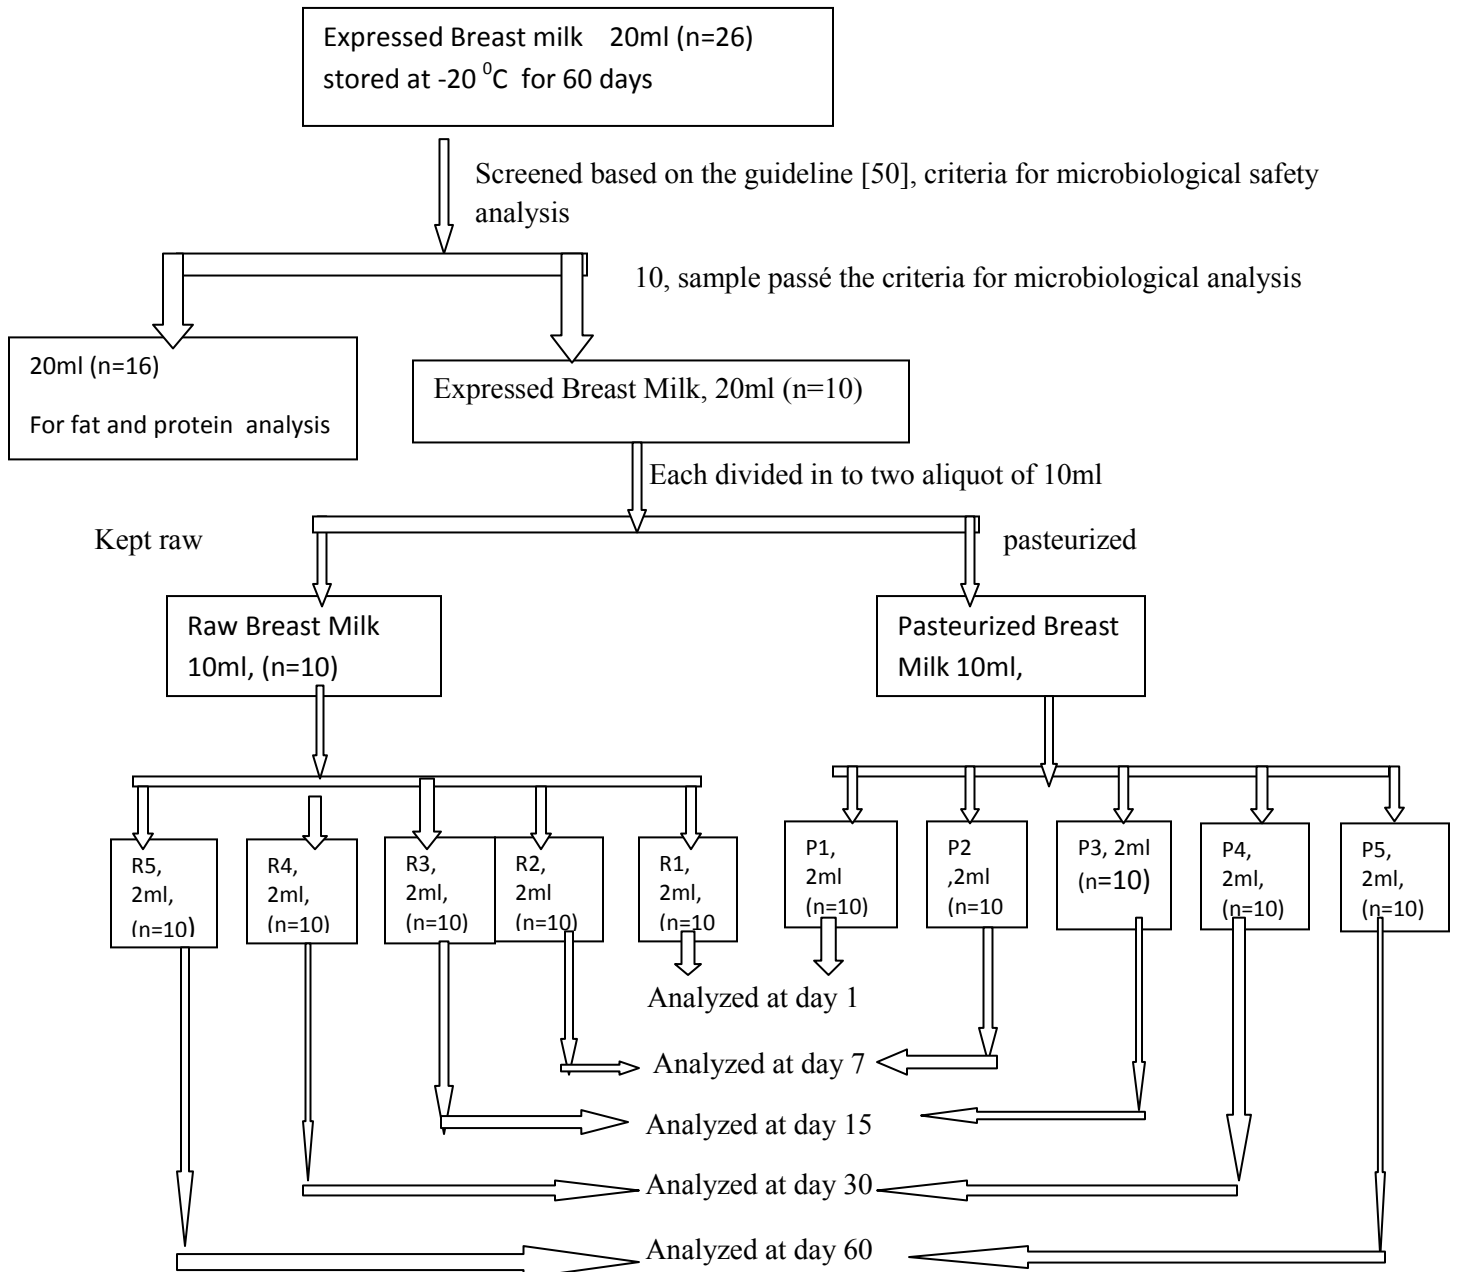 Expressed Breast milk 20ml (n=26)
stored at -20 ⁰C for 60 days
Screened based on the guideline [50], criteria for microbiological safety
analysis
10, sample passé the criteria for microbiological analysis
20ml (n=16)
For fat and protein analysis
Expressed Breast Milk, 20ml (n=10)
Each divided in to two aliquot of 10ml
Kept raw
pasteurized
Raw Breast Milk
10ml, (n=10)
Pasteurized Breast
Milk 10ml,
R5,
2ml,
(n=10)
R4,
2ml,
(n=10)
R3,
2ml,
(n=10)
R2,
2ml
(n=10)
R1,
2ml,
(n=10
P1,
2ml
(n=10)
P2
,2ml
(n=10
P3, 2ml
(n=10)
P4,
2ml,
(n=10)
P5,
2ml,
(n=10)
Analyzed at day 1
Analyzed at day 7
Analyzed at day 15
Analyzed at day 30
Analyzed at day 60